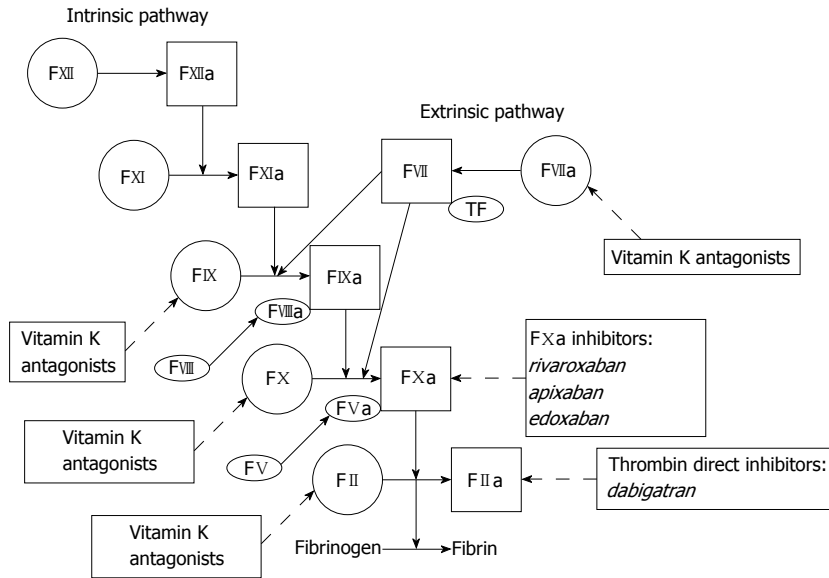 Intrinsic pathway
FⅫ
FⅫa
Extrinsic pathway
FⅪ
FⅪa
FⅦ
FⅦa
TF
Vitamin K antagonists
FⅨ
FⅨa
FⅧa
Vitamin K
antagonists
FⅧ
FⅩ
FⅩa
FⅩa inhibitors:
rivaroxaban
apixaban
edoxaban
FⅤa
Vitamin K
antagonists
FⅤ
FⅡ
FⅡa
Thrombin direct inhibitors:
dabigatran
Vitamin K
antagonists
Fibrinogen
Fibrin